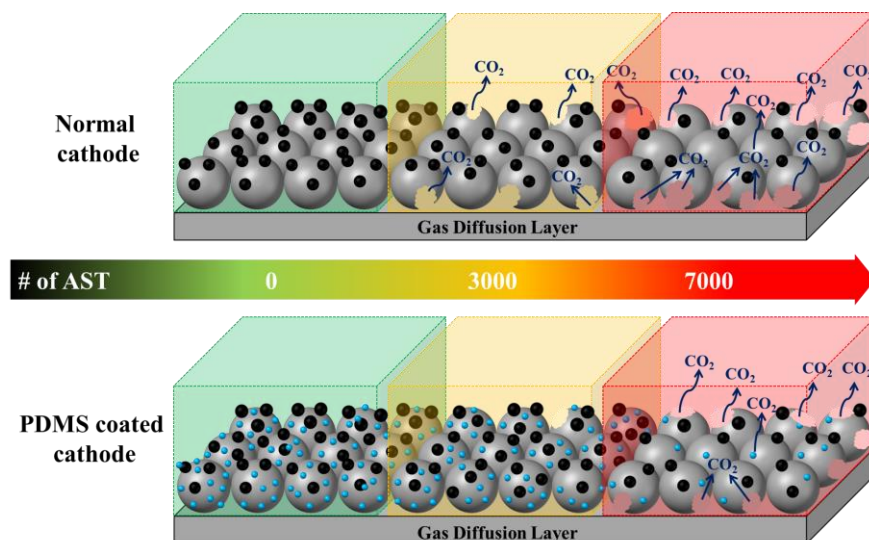 CO2
CO2
CO2
CO2
CO2
CO2
CO2
CO2
Normal
cathode
CO2
CO2
CO2
CO2
CO2
Gas Diffusion Layer
# of AST
0
3000
7000
CO2
CO2
CO2
CO2
CO2
PDMS coated
cathode
CO2
Gas Diffusion Layer